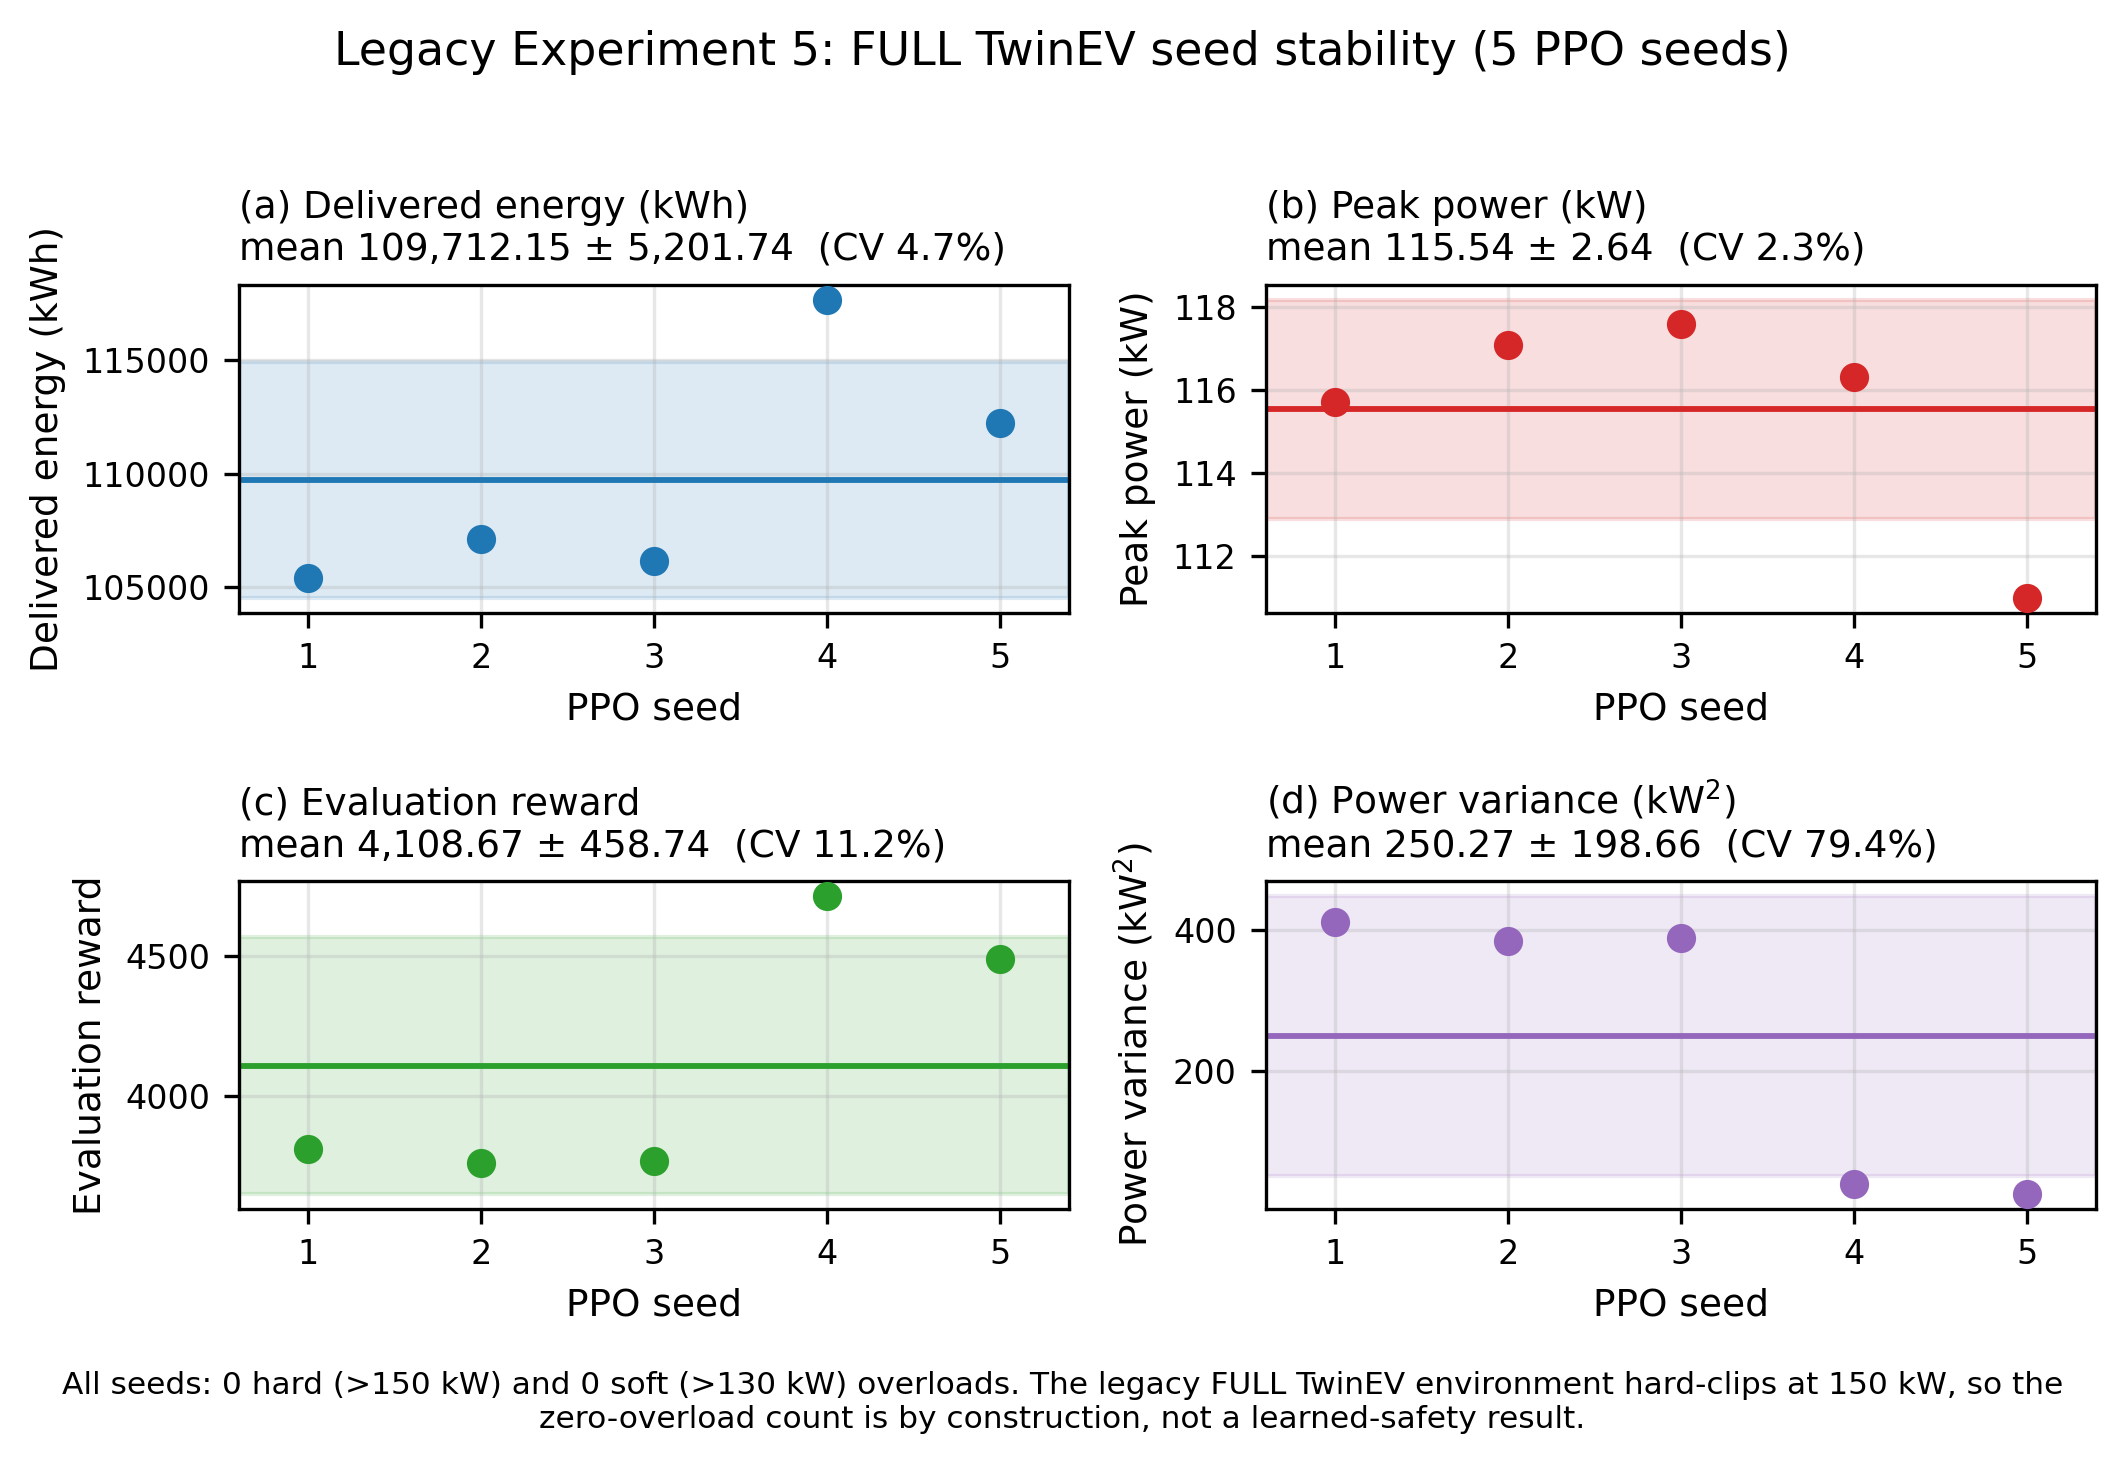 Legacy Experiment 5: FULL TwinEV seed stability (5 PPO seeds)
(a) Delivered energy (kWh)
mean 109,712.15 ± 5,201.74 (CV 4.7%)
Delivered energy (kWh)
115000
110000
105000
1 2 3 4 5
PPO seed
(b) Peak power (kW)
mean 115.54 ± 2.64 (CV 2.3%)
Peak power (kW)
118
116
114
112
1 2 3 4 5
PPO seed
(c) Evaluation reward
mean 4,108.67 ± 458.74 (CV 11.2%)
Evaluation reward
4500
4000
1 2 3 4 5
PPO seed
(d) Power variance (kW²)
mean 250.27 ± 198.66 (CV 79.4%)
Power variance (kW²)
400
200
1 2 3 4 5
PPO seed
All seeds: 0 hard (>150 kW) and 0 soft (>130 kW) overloads. The legacy FULL TwinEV environment hard-clips at 150 kW, so the
zero-overload count is by construction, not a learned-safety result.